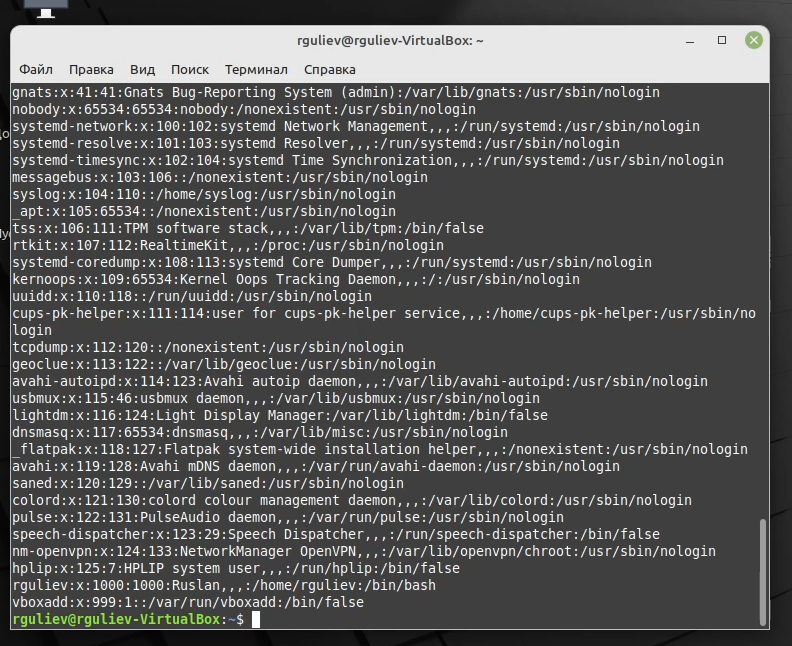 rguliev@rguliev-VirtualBox: ~
Файл Правка Вид Поиск Терминал Справка
gnats:x:41:41:Gnats Bug-Reporting System (admin):/var/lib/gnats:/usr/sbin/nologin
nobody:x:65534:65534:nobody:/nonexistent:/usr/sbin/nologin
systemd-network:x:100:102:systemd Network Management,,,:/run/systemd:/usr/sbin/nologin
systemd-resolve:x:101:103:systemd Resolver,,,:/run/systemd:/usr/sbin/nologin
systemd-timesync:x:102:104:systemd Time Synchronization,,,:/run/systemd:/usr/sbin/nologin
messagebus:x:103:106::/nonexistent:/usr/sbin/nologin
syslog:x:104:110::/home/syslog:/usr/sbin/nologin
_apt:x:105:65534::/nonexistent:/usr/sbin/nologin
tss:x:106:111:TPM software stack,,,:/var/lib/tpm:/bin/false
rtkit:x:107:112:RealtimeKit,,,:/proc:/usr/sbin/nologin
systemd-coredump:x:108:113:systemd Core Dumper,,,:/run/systemd:/usr/sbin/nologin
kernoops:x:109:65534:Kernel Oops Tracking Daemon,,,:/:/usr/sbin/nologin
uuidd:x:110:118::/run/uuidd:/usr/sbin/nologin
cups-pk-helper:x:111:114:user for cups-pk-helper service,,,:/home/cups-pk-helper:/usr/sbin/no
login
tcpdump:x:112:120::/nonexistent:/usr/sbin/nologin
geoclue:x:113:122::/var/lib/geoclue:/usr/sbin/nologin
avahi-autoipd:x:114:123:Avahi autoip daemon,,,:/var/lib/avahi-autoipd:/usr/sbin/nologin
usbmux:x:115:46:usbmux daemon,,,:/var/lib/usbmux:/usr/sbin/nologin
lightdm:x:116:124:Light Display Manager:/var/lib/lightdm:/bin/false
dnsmasq:x:117:65534:dnsmasq,,,:/var/lib/misc:/usr/sbin/nologin
_flatpak:x:118:127:Flatpak system-wide installation helper,,,:/nonexistent:/usr/sbin/nologin
avahi:x:119:128:Avahi mDNS daemon,,,:/var/run/avahi-daemon:/usr/sbin/nologin
saned:x:120:129::/var/lib/saned:/usr/sbin/nologin
colord:x:121:130:colord colour management daemon,,,:/var/lib/colord:/usr/sbin/nologin
pulse:x:122:131:PulseAudio daemon,,,:/var/run/pulse:/usr/sbin/nologin
speech-dispatcher:x:123:29:Speech Dispatcher,,,:/run/speech-dispatcher:/bin/false
nm-openvpn:x:124:133:NetworkManager OpenVPN,,,:/var/lib/openvpn/chroot:/usr/sbin/nologin
hplip:x:125:7:HPLIP system user,,,:/run/hplip:/bin/false
rguliev:x:1000:1000:Ruslan,,,:/home/rguliev:/bin/bash
vboxadd:x:999:1::/var/run/vboxadd:/bin/false
rguliev@rguliev-VirtualBox:~$